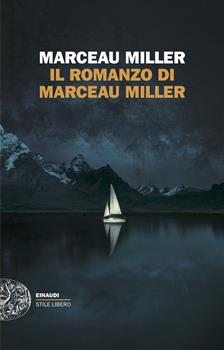 MARCEAU MILLER
IL ROMANZO DI
MARCEAU MILLER
EINAUDI
STILE LIBERO